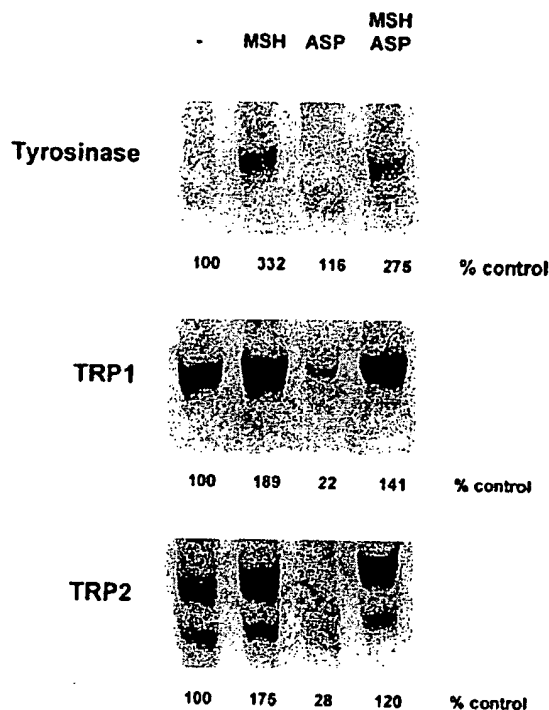 MSH
- MSH ASP ASP
Tyrosinase
100 332 116 275 % control
TRP1
100 189 22 141 % control
TRP2
100 175 28 120 % control